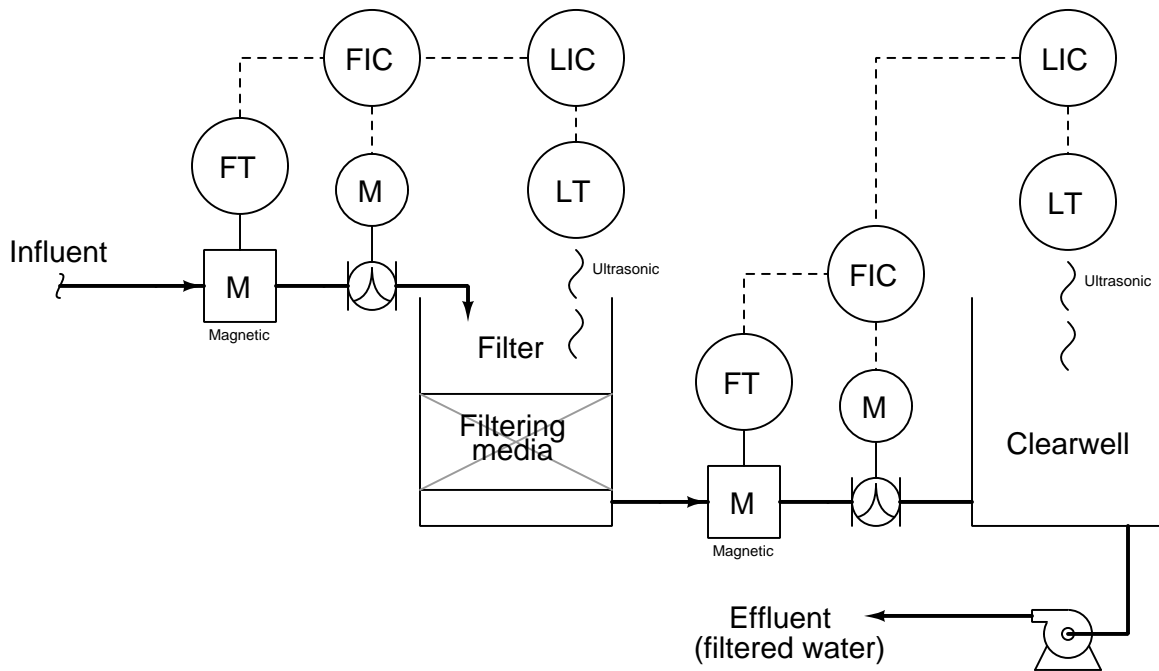 FIC
LIC
LIC
FT
M
LT
LT
Influent
M
Ultrasonic
FIC
Ultrasonic
Magnetic
Filter
FT
M
Filtering
media
Clearwell
M
Magnetic
Effluent
(filtered water)